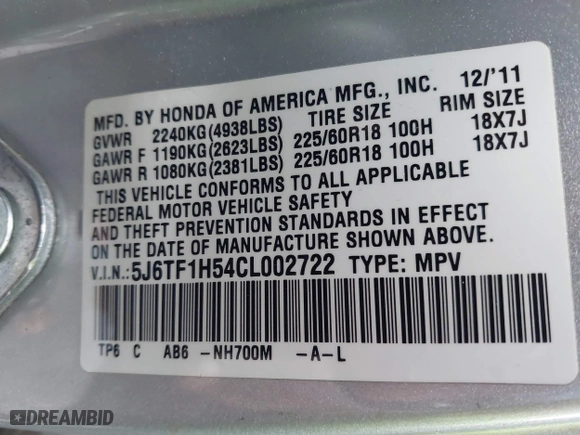 MFD. BY HONDA OF AMERICA MFG., INC. 12/'11
GVWR 2240KG(4938LBS) TIRE SIZE RIM SIZE
GAWR F 1190KG(2623LBS) 225/60R18 100H 18X7J
GAWR R 1080KG(2381LBS) 225/60R18 100H 18X7J
THIS VEHICLE CONFORMS TO ALL APPLICABLE
FEDERAL MOTOR VEHICLE SAFETY
AND THEFT PREVENTION STANDARDS IN EFFECT
ON THE DATE OF MANUFACTURE SHOWN ABOVE.
V.I.N.:5J6TF1H54CL002722 TYPE: MPV
TP6 C AB6 -NH700M -A-L
DREAMBID